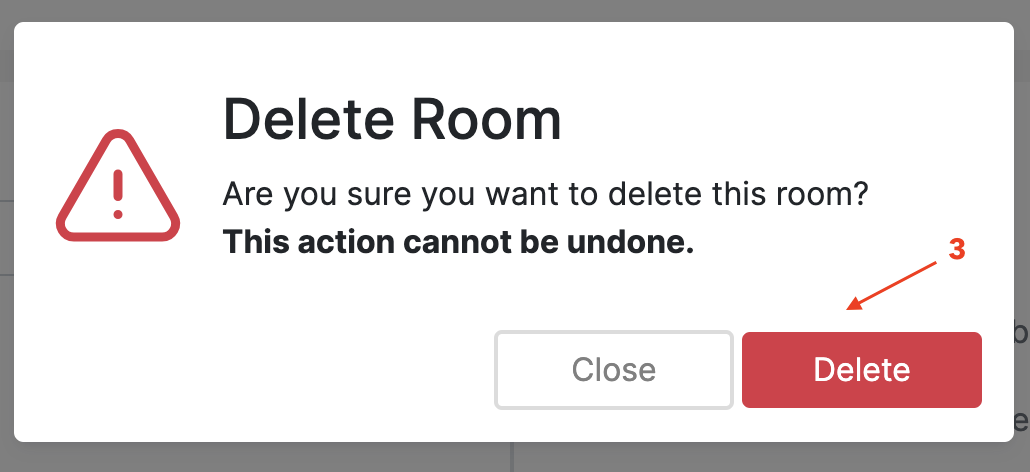 Delete Room
Are you sure you want to delete this room?
This action cannot be undone.
3
Close
Delete